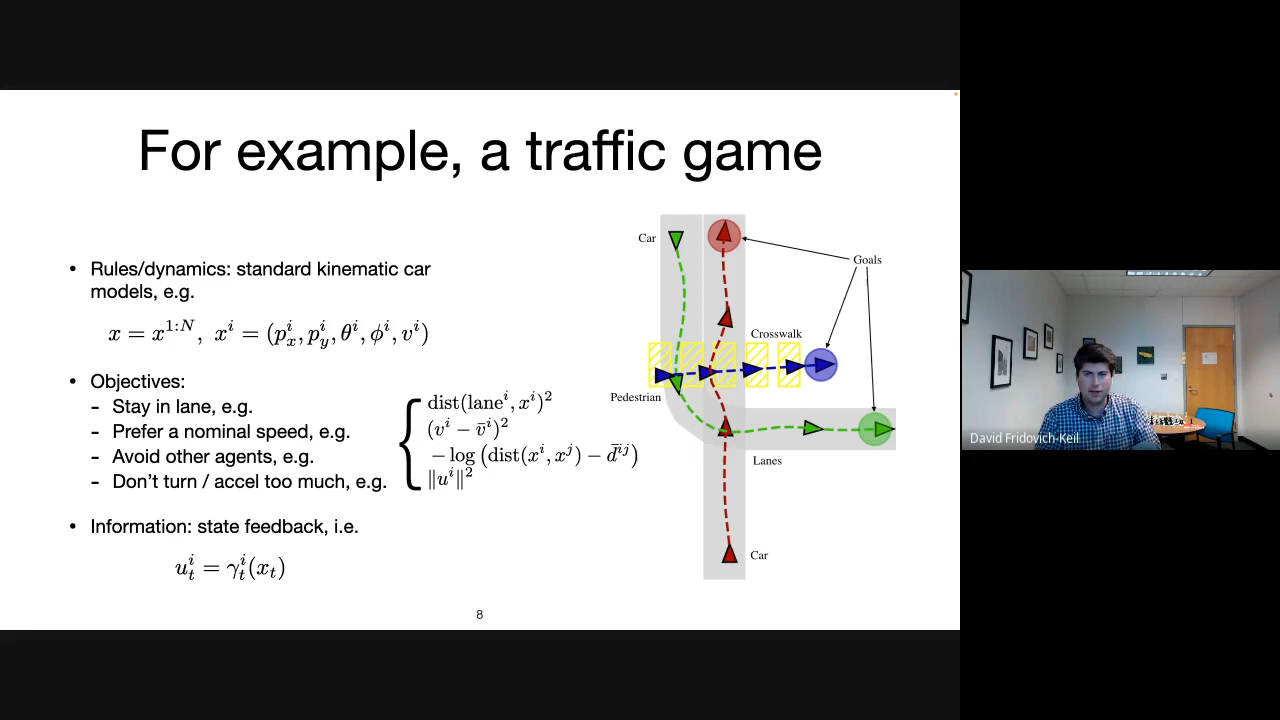 For example, a traffic game
• Rules/dynamics: standard kinematic car
models, e.g.
x = x^{1:N}, x^i = (p_x^i, p_y^i, θ^i, ϕ^i, v^i)
• Objectives:
- Stay in lane, e.g.
- Prefer a nominal speed, e.g.
- Avoid other agents, e.g.
- Don't turn / accel too much, e.g.
dist(lane^i, x^i)^2
(v^i − v̄^i)^2
− log (dist(x^i, x^j) − d̄^{ij})
‖u^i‖^2
• Information: state feedback, i.e.
u_t^i = γ_t^i(x_t)
Car
Goals
Crosswalk
Pedestrian
Lanes
Car
8
David Fridovich-Keil